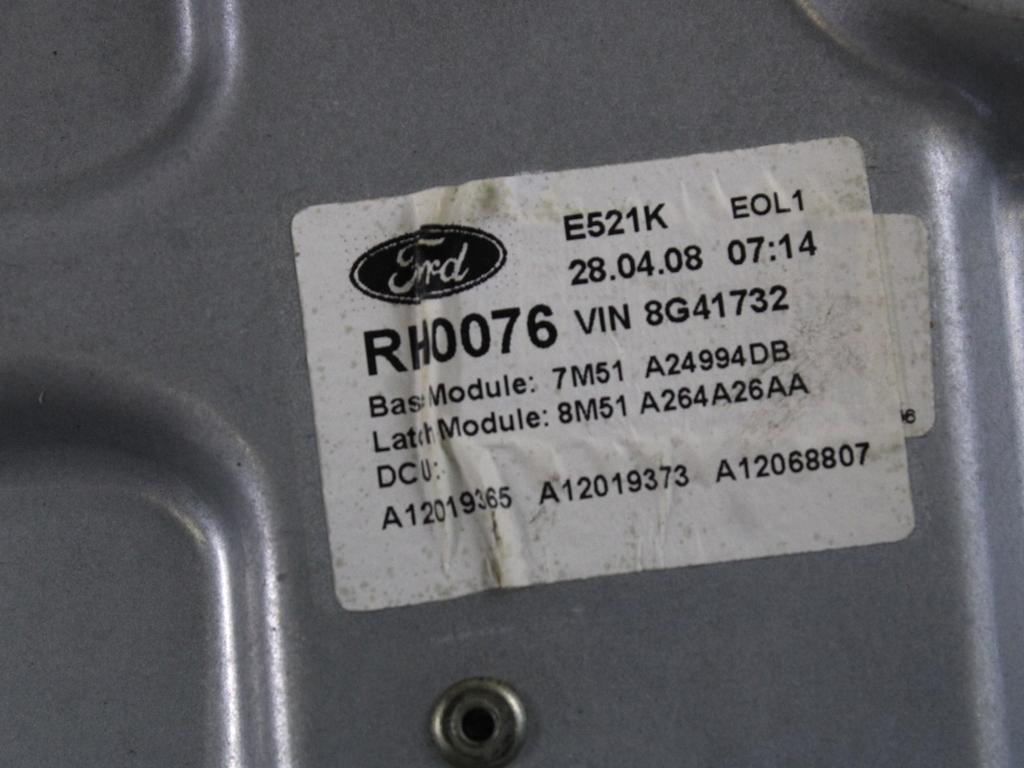 Ford
E521K EOL1
28.04.08 07:14
RH0076 VIN 8G41732
Base Module: 7M51 A24994DB
Latch Module: 8M51 A264A26AA
DCU:
A12019365 A12019373 A12068807